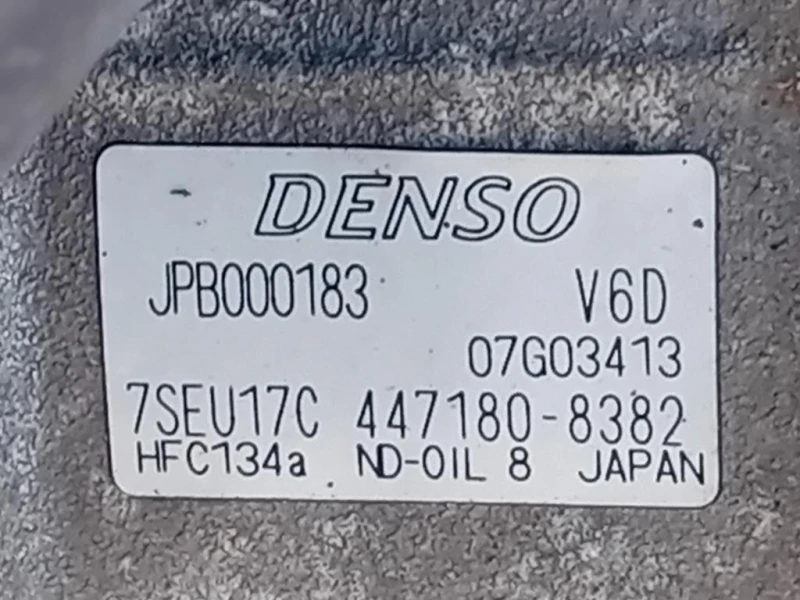 DENSO
JPB000183 V6D
07G03413
7SEU17C 447180-8382
HFC134a ND-OIL 8 JAPAN